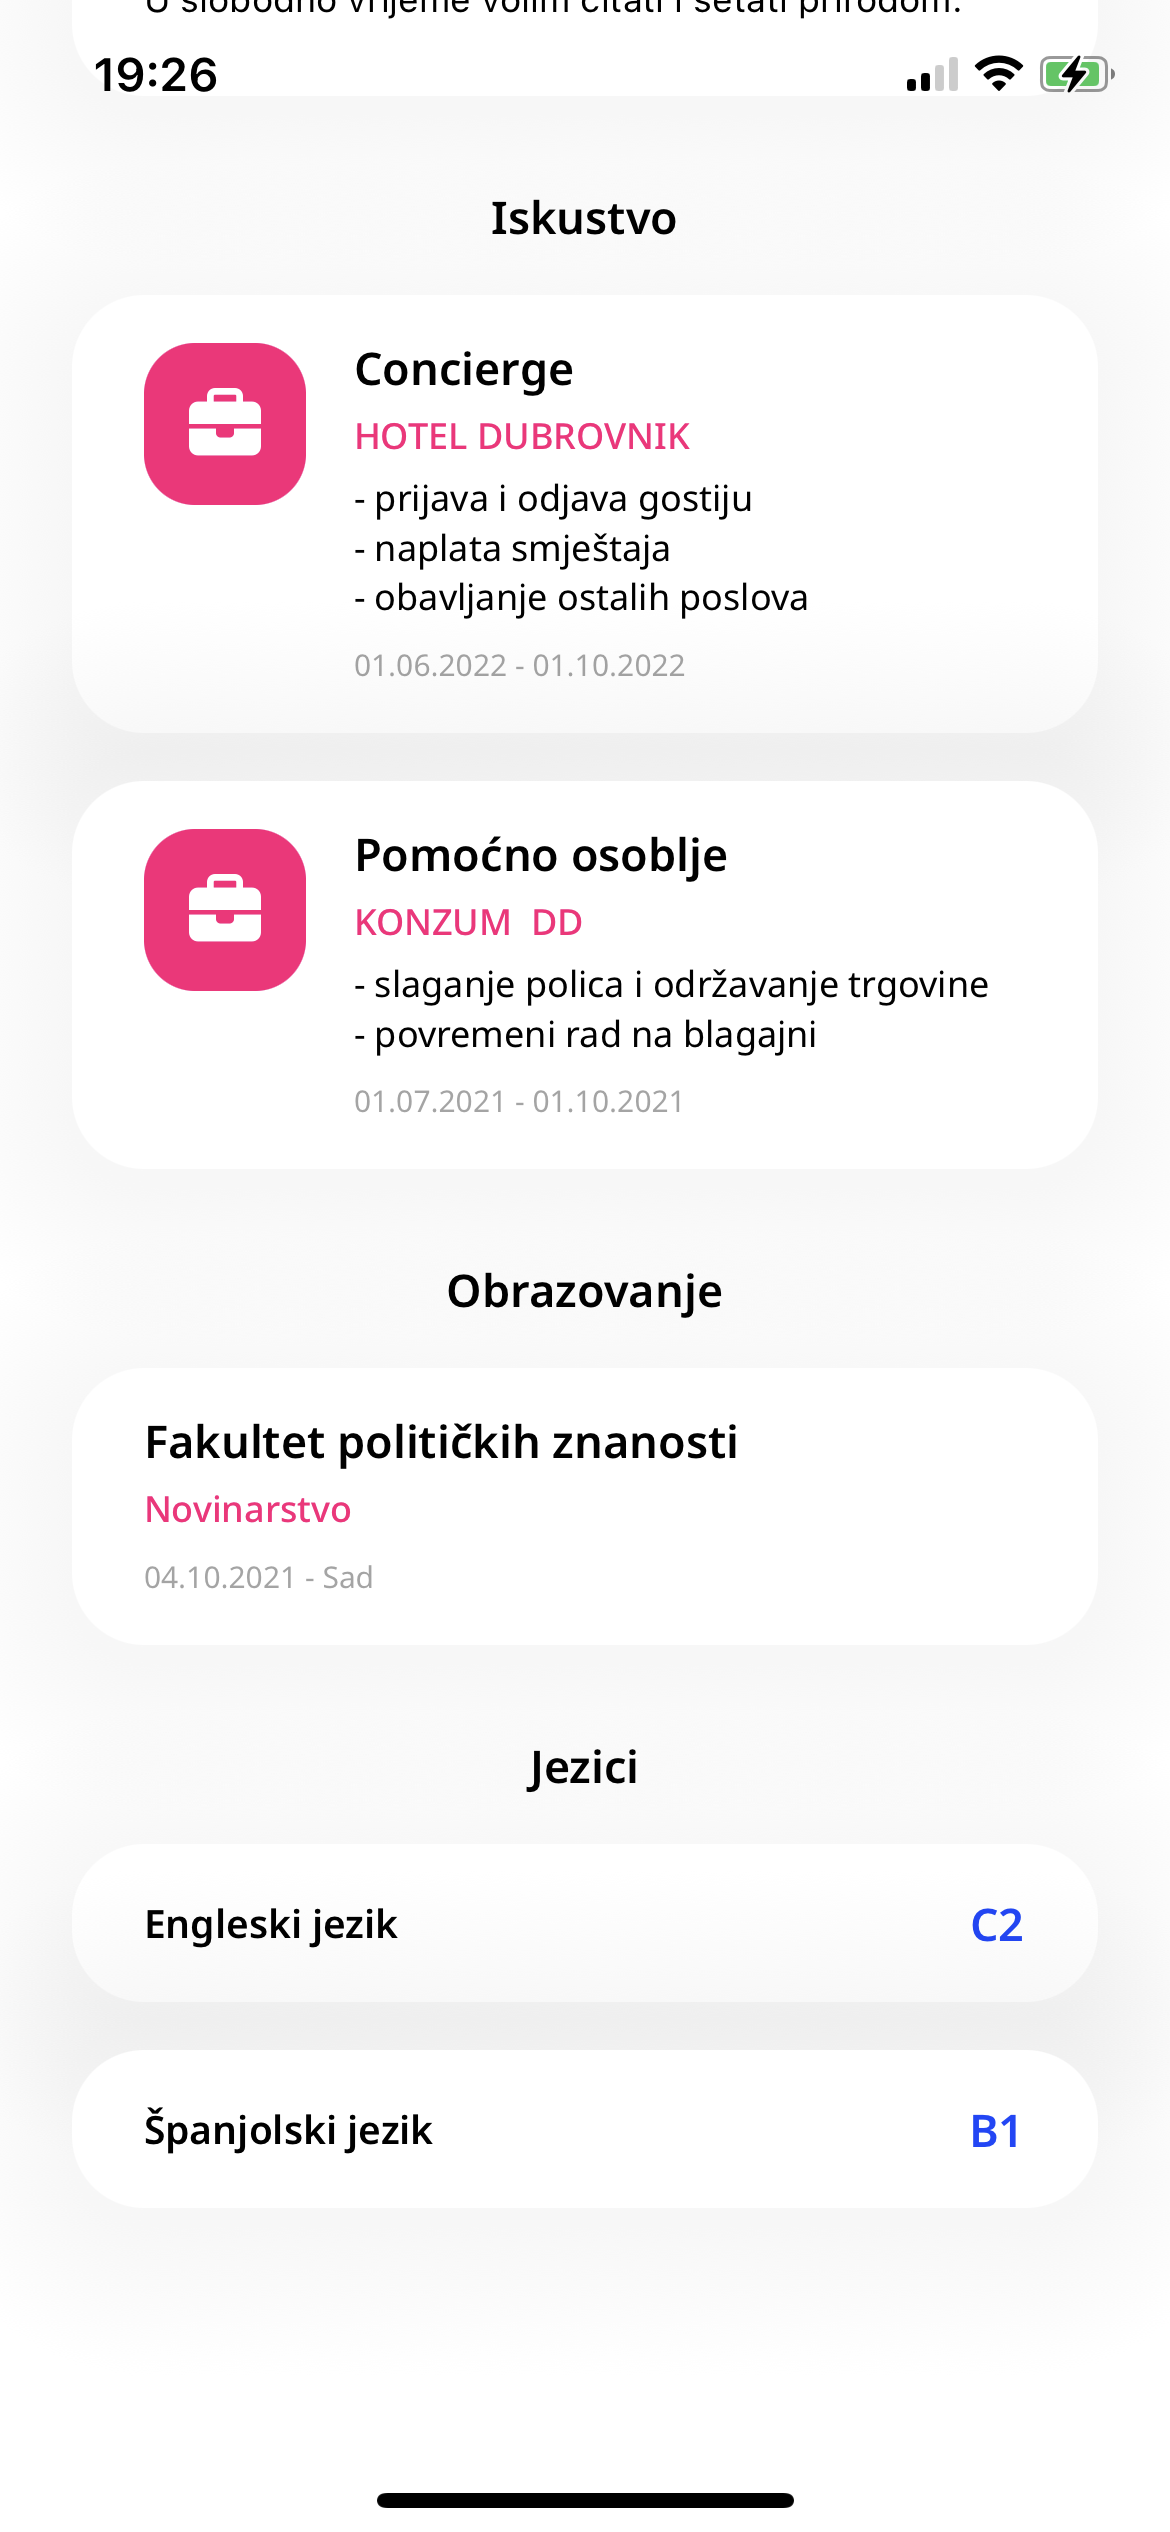 U slobodno vrijeme volim čitati i šetati prirodom.
19:26
Iskustvo
Concierge
HOTEL DUBROVNIK
- prijava i odjava gostiju
- naplata smještaja
- obavljanje ostalih poslova
01.06.2022 - 01.10.2022
Pomoćno osoblje
KONZUM  DD
- slaganje polica i održavanje trgovine
- povremeni rad na blagajni
01.07.2021 - 01.10.2021
Obrazovanje
Fakultet političkih znanosti
Novinarstvo
04.10.2021 - Sad
Jezici
Engleski jezik
C2
Španjolski jezik
B1